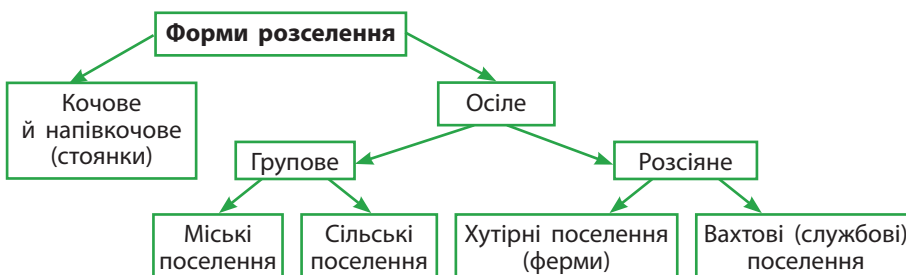 Форми розселення
Кочове
й напівкочове
(стоянки)
Осіле
Групове
Розсіяне
Міські
поселення
Сільські
поселення
Хутірні поселення
(ферми)
Вахтові (службові)
поселення